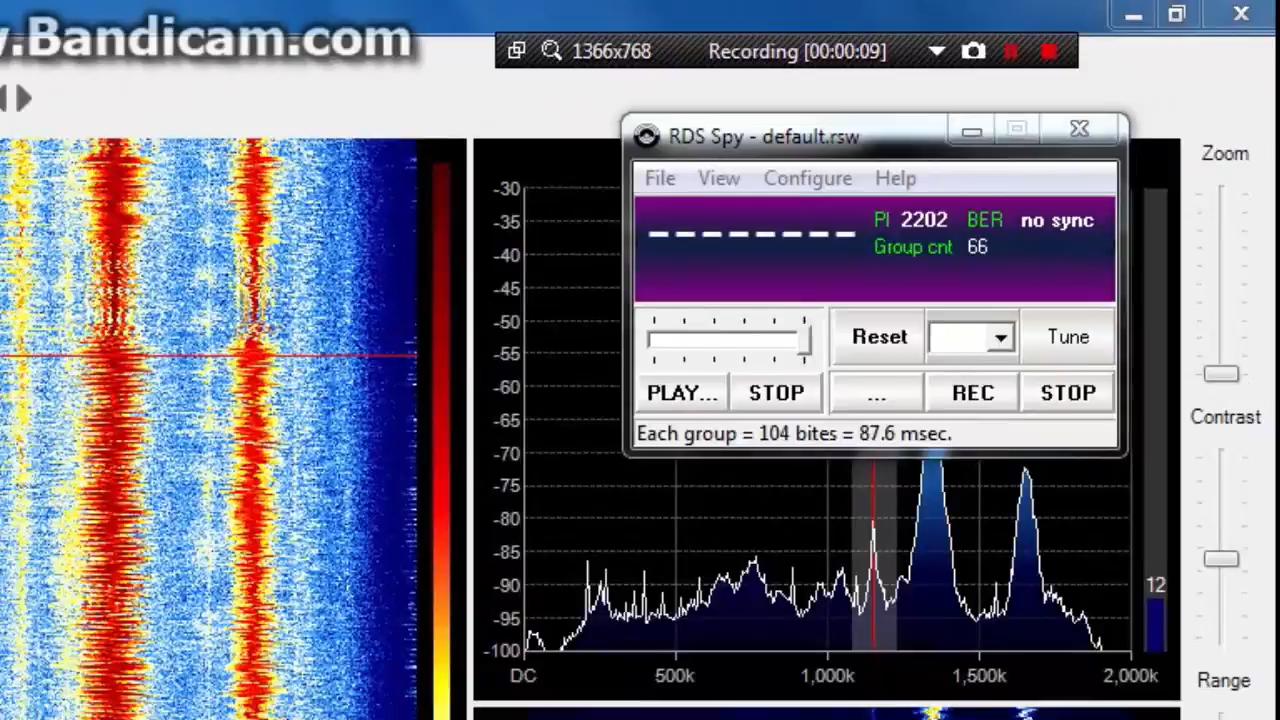 w.Bandicam.com
1366x768 Recording [00:00:09]
RDS Spy - default.rsw
File View Configure Help
PI 2202 BER no sync
Group cnt 66
Reset Tune
PLAY... STOP ... REC STOP
Each group = 104 bites = 87.6 msec.
-30
-35
-40
-45
-50
-55
-60
-65
-70
-75
-80
-85
-90
-95
-100
DC 500k 1,000k 1,500k 2,000k
12
Zoom
Contrast
Range